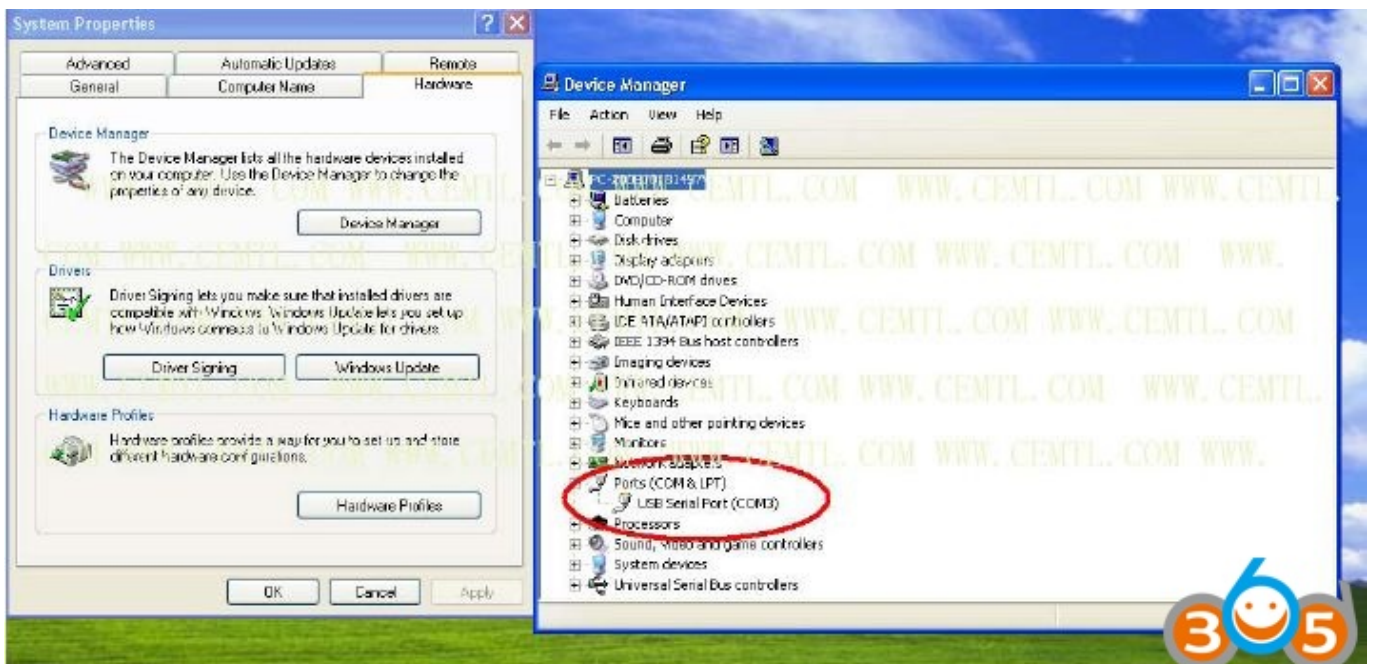 System Properties
Advanced Automatic Updates Remote
General Computer Name Hardware
Device Manager
The Device Manager lists all the hardware devices installed
on your computer. Use the Device Manager to change the
properties of any device.
Device Manager
Drivers
Driver Signing lets you make sure that installed drivers are
compatible with Windows. Windows Update lets you set up
how Windows connects to Windows Update for drivers.
Driver Signing Windows Update
Hardware Profiles
Hardware profiles provide a way for you to set up and store
different hardware configurations.
Hardware Profiles
OK Cancel Apply
Device Manager
File Action View Help
Batteries
Computer
Disk drives
Display adapters
DVD/CD-ROM drives
Human Interface Devices
IDE ATA/ATAPI controllers
IEEE 1394 Bus host controllers
Imaging devices
Infrared devices
Keyboards
Mice and other pointing devices
Monitors
Network adapters
Ports (COM & LPT)
USB Serial Port (COM3)
Processors
Sound, video and game controllers
System devices
Universal Serial Bus controllers
WWW. CEMTL. COM
365